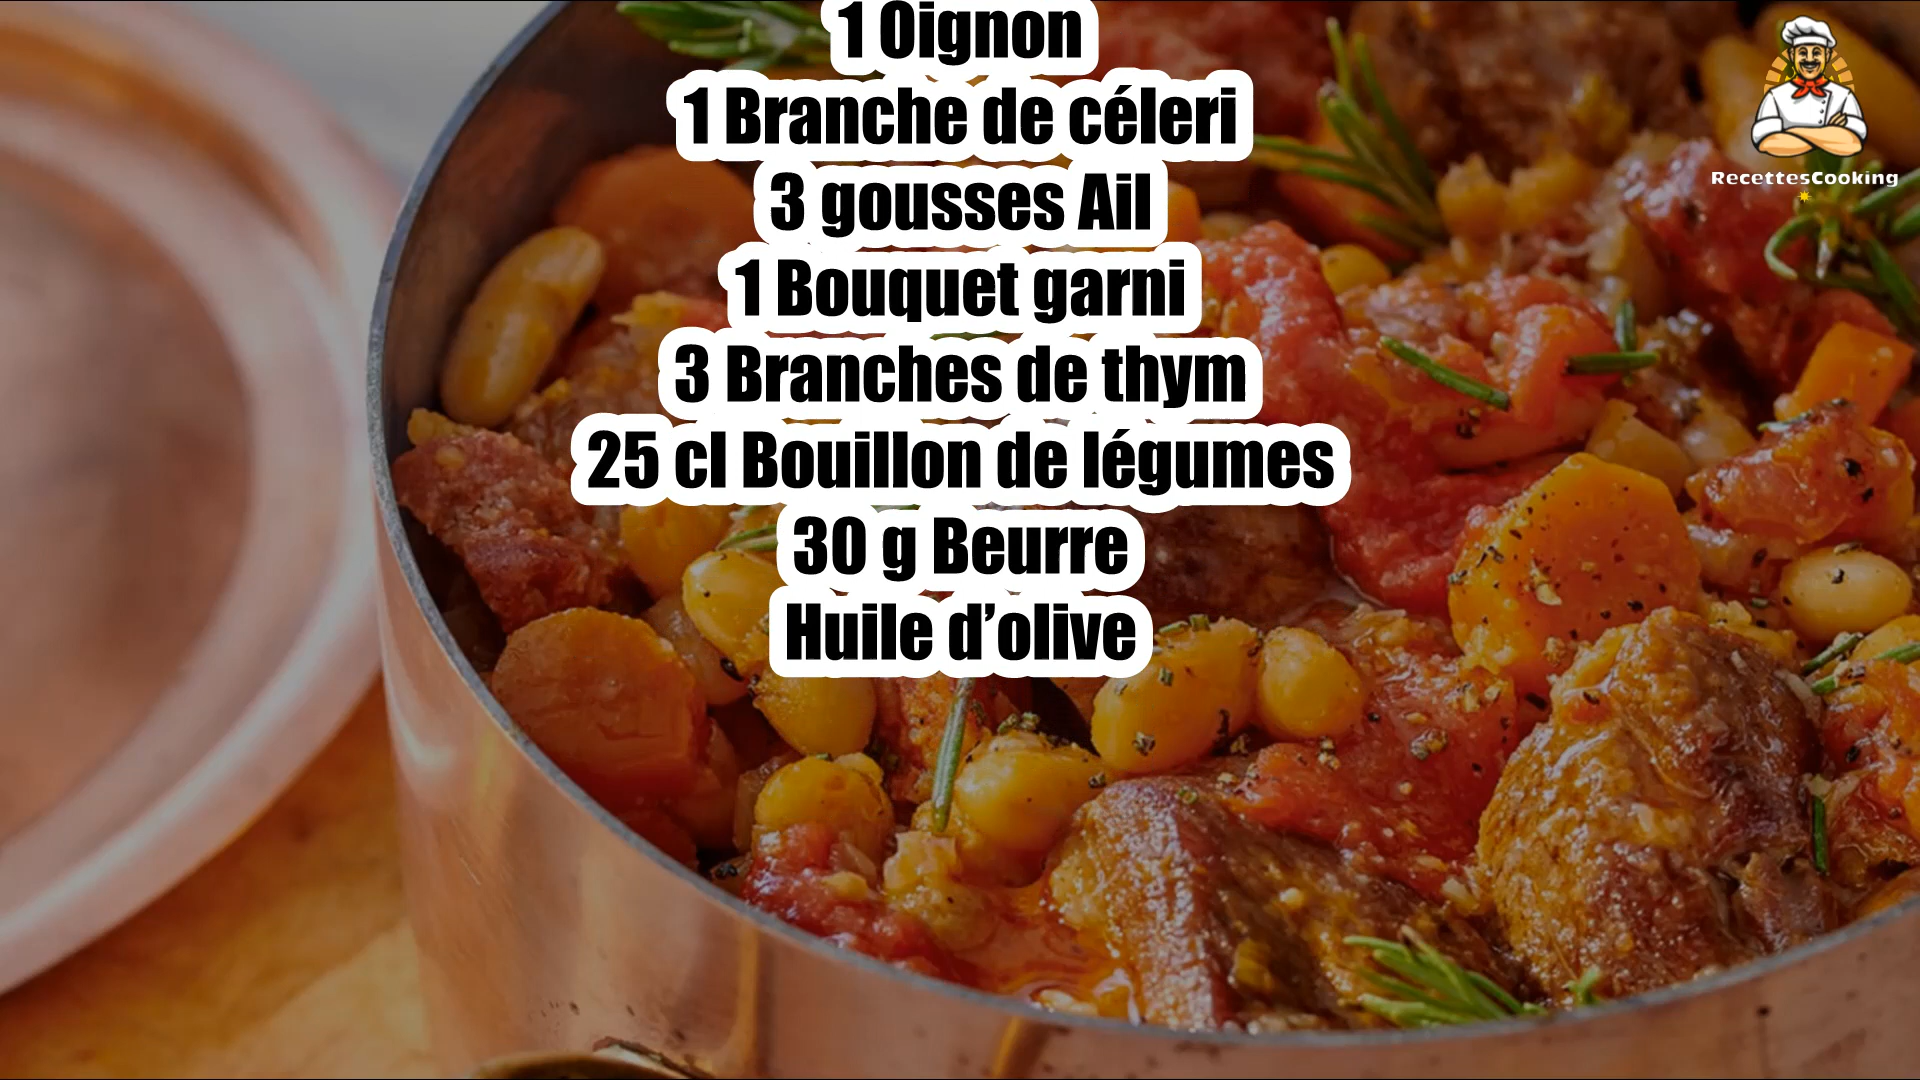 1 Oignon
1 Branche de céleri
3 gousses Ail
1 Bouquet garni
3 Branches de thym
25 cl Bouillon de légumes
30 g Beurre
Huile d’olive
RecettesCooking